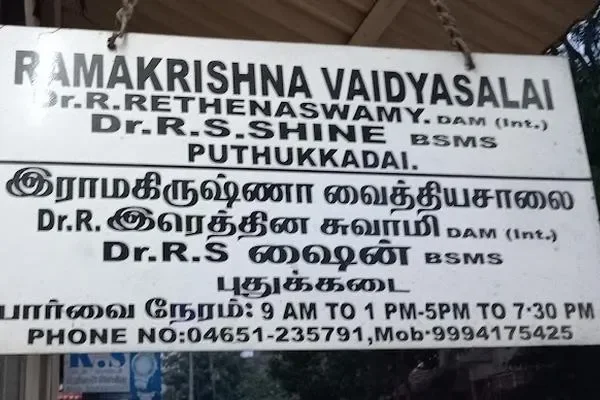 RAMAKRISHNA VAIDYASALAI
Dr.R.RETHENASWAMY. DAM (Int.)
Dr.R.S.SHINE BSMS
PUTHUKKADAI.
இராமகிருஷ்ணா வைத்தியசாலை
Dr.R. இரெத்தின சுவாமி DAM (Int.)
Dr.R.S ஷைன் BSMS
புதுக்கடை
பார்வை நேரம்: 9 AM TO 1 PM-5PM TO 7·30 PM
PHONE NO:04651-235791,Mob·9994175425
K.S